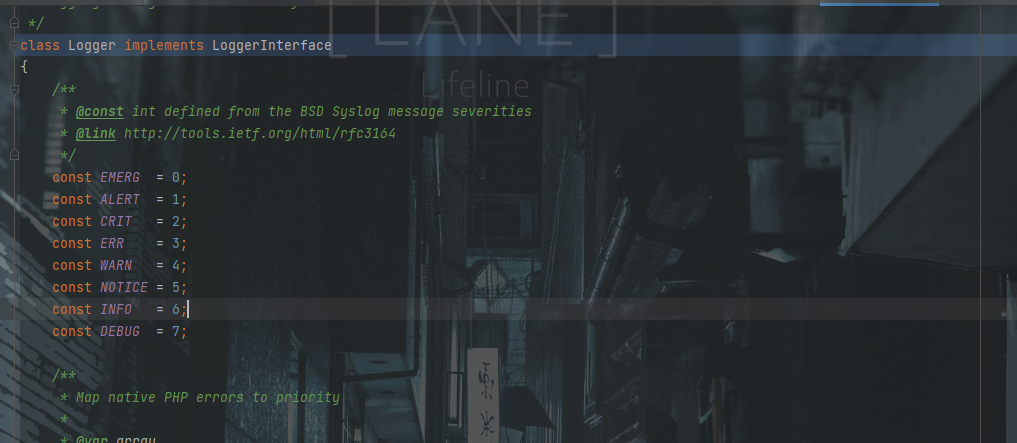 [ LANE ]
Lifeline
 */
class Logger implements LoggerInterface
{
    /**
     * @const int defined from the BSD Syslog message severities
     * @link http://tools.ietf.org/html/rfc3164
     */
    const EMERG  = 0;
    const ALERT  = 1;
    const CRIT   = 2;
    const ERR    = 3;
    const WARN   = 4;
    const NOTICE = 5;
    const INFO   = 6;
    const DEBUG  = 7;
    /**
     * Map native PHP errors to priority
     *
     * @var array